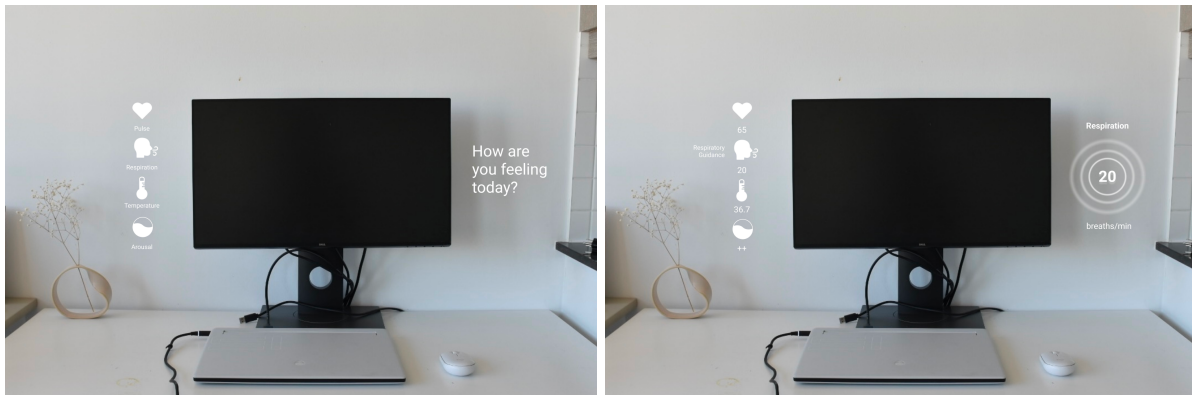 Pulse
Respiration
Temperature
Arousal
How are
you feeling
today?
65
Respiratory
Guidance
20
36.7
++
Respiration
20
breaths/min